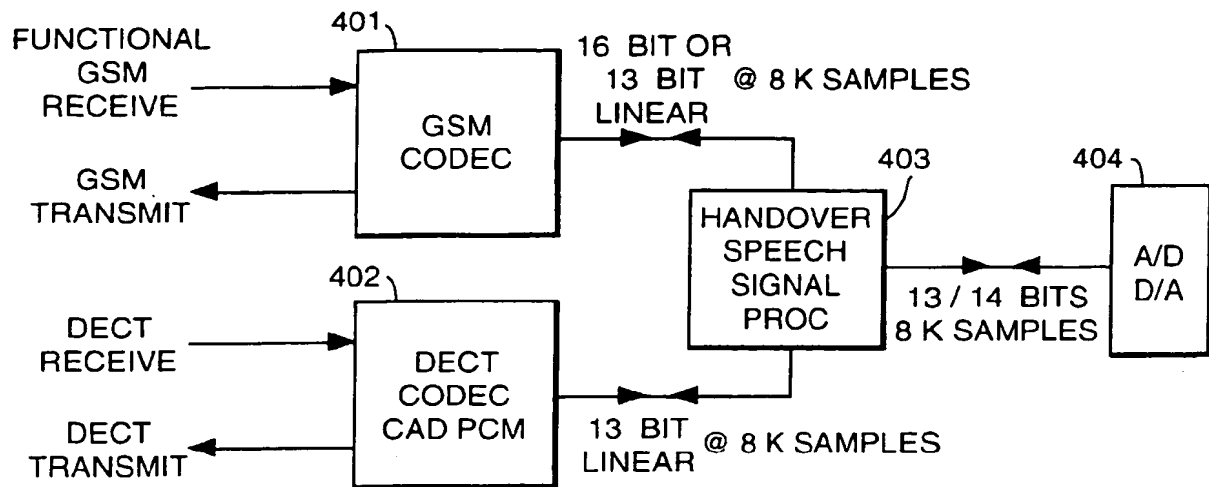 FUNCTIONAL
GSM
RECEIVE
GSM
TRANSMIT
401
GSM
CODEC
16 BIT OR
13 BIT @ 8 K SAMPLES
LINEAR
403
HANDOVER
SPEECH
SIGNAL
PROC
404
A/D
D/A
13 / 14 BITS
8 K SAMPLES
DECT
RECEIVE
DECT
TRANSMIT
402
DECT
CODEC
CAD PCM
13 BIT
LINEAR @ 8 K SAMPLES